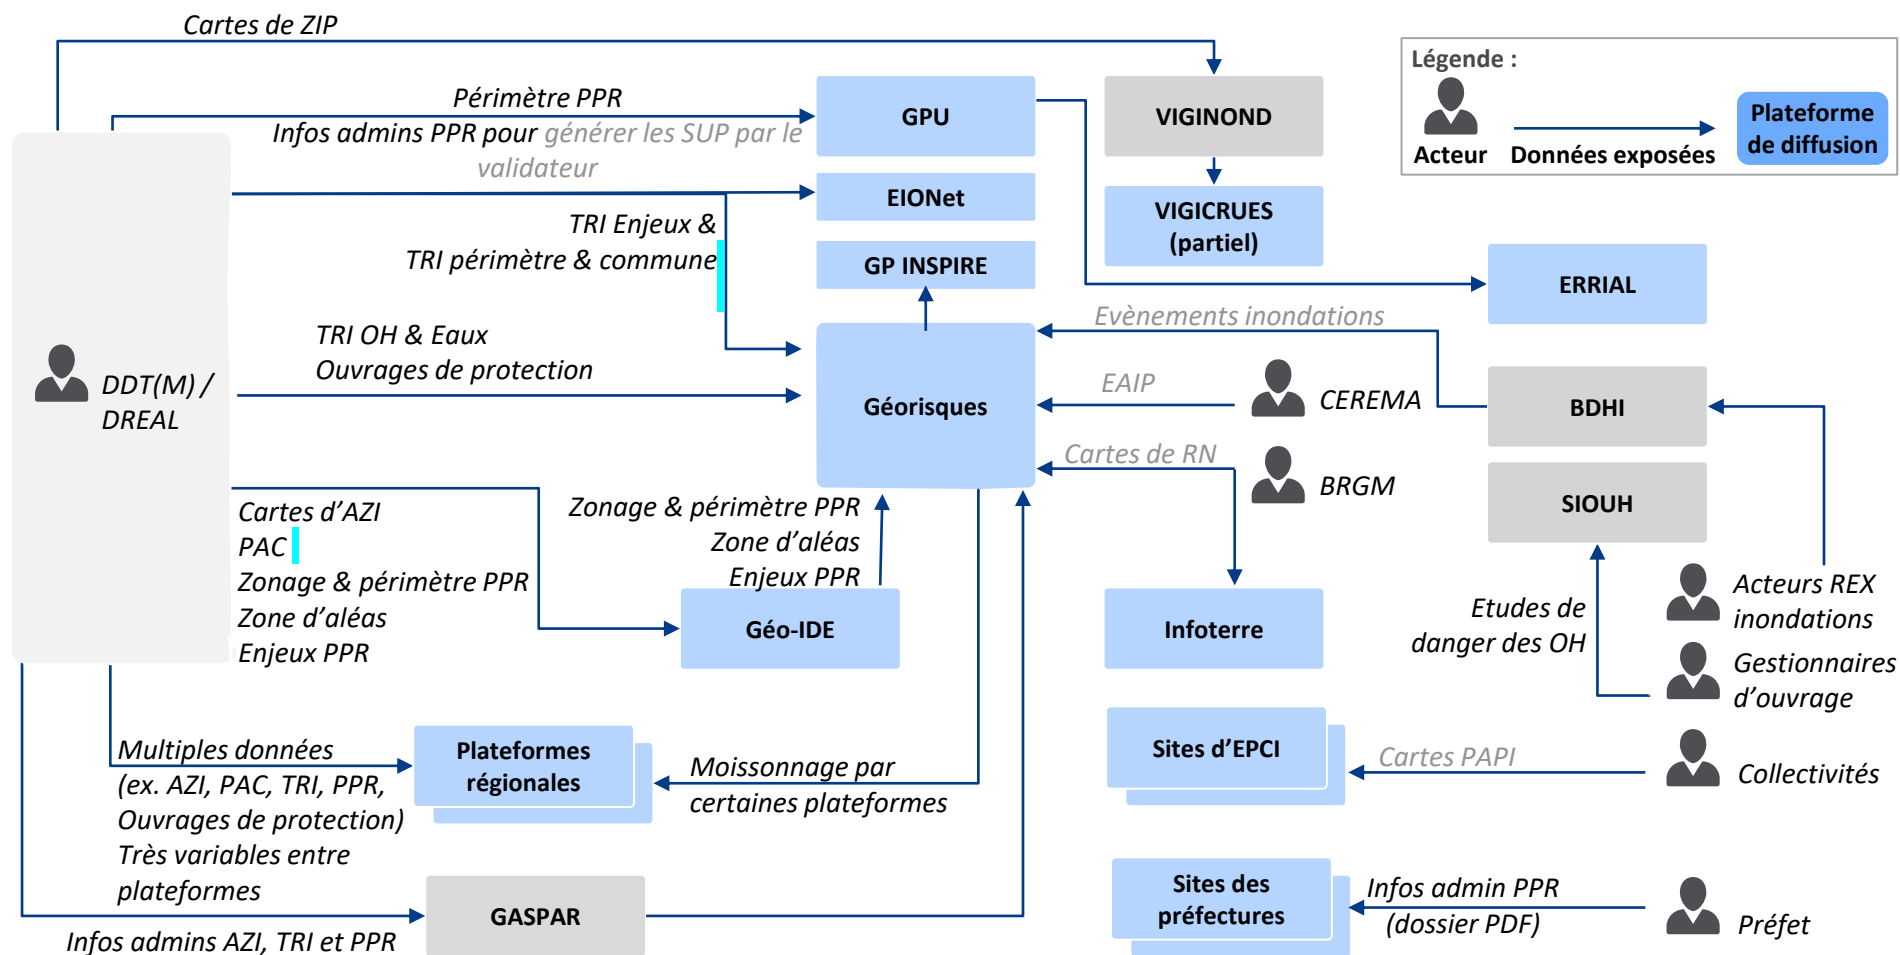 Cartes de ZIP
Légende :
Acteur
Données exposées
Plateforme
de diffusion
Périmètre PPR
Infos admins PPR pour générer les SUP par le
validateur
GPU
VIGINOND
EIONet
VIGICRUES
(partiel)
TRI Enjeux &
TRI périmètre & commune
GP INSPIRE
ERRIAL
Evènements inondations
TRI OH & Eaux
Ouvrages de protection
DDT(M) /
DREAL
Géorisques
EAIP
CEREMA
BDHI
Cartes de RN
BRGM
SIOUH
Cartes d’AZI
PAC
Zonage & périmètre PPR
Zone d’aléas
Enjeux PPR
Zonage & périmètre PPR
Zone d’aléas
Enjeux PPR
Géo-IDE
Infoterre
Etudes de
danger des OH
Acteurs REX
inondations
Gestionnaires
d’ouvrage
Multiples données
(ex. AZI, PAC, TRI, PPR,
Ouvrages de protection)
Très variables entre
plateformes
Plateformes
régionales
Moissonnage par
certaines plateformes
Sites d’EPCI
Cartes PAPI
Collectivités
GASPAR
Infos admins AZI, TRI et PPR
Sites des
préfectures
Infos admin PPR
(dossier PDF)
Préfet